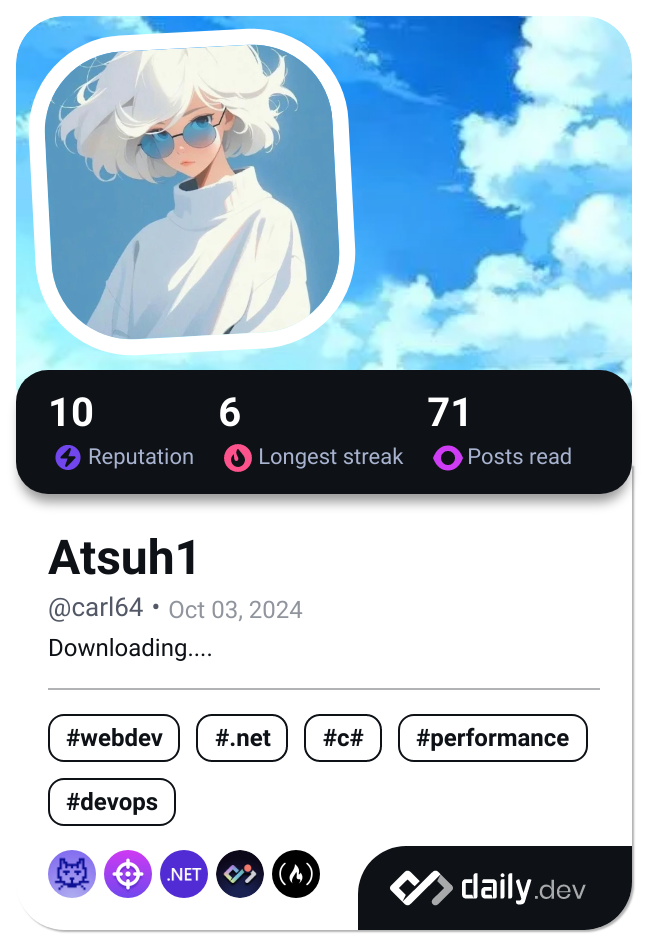 10 6 71
Reputation Longest streak Posts read
Atsuh1
@carl64 • Oct 03, 2024
Downloading....
#webdev #.net #c# #performance
#devops
.NET daily.dev